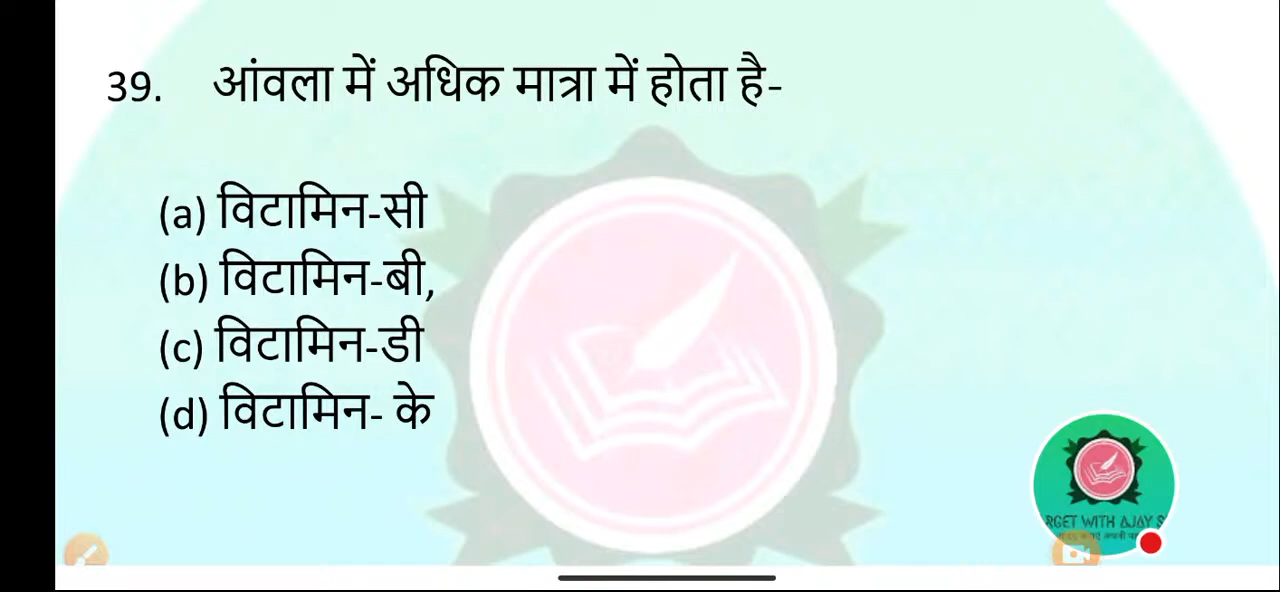 39. आंवला में अधिक मात्रा में होता है-
(a) विटामिन-सी
(b) विटामिन-बी,
(c) विटामिन-डी
(d) विटामिन- के
RGET WITH AJAY S